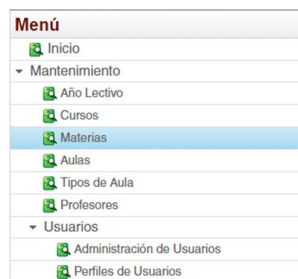 Menú
Inicio
Mantenimiento
Año Lectivo
Cursos
Materias
Aulas
Tipos de Aula
Profesores
Usuarios
Administración de Usuarios
Perfiles de Usuarios